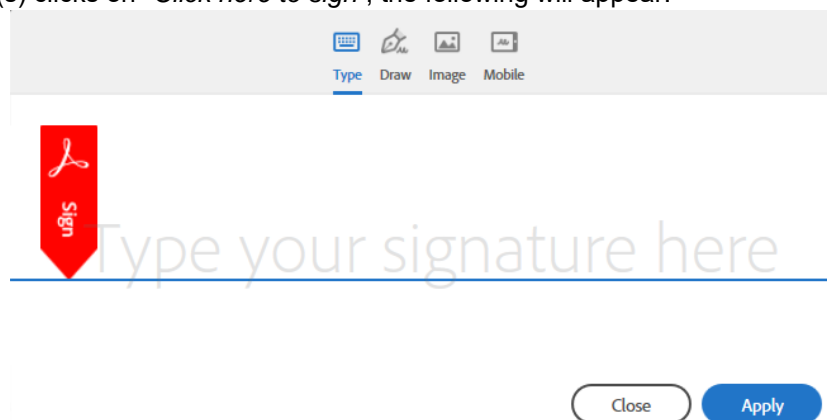 (s) clicks on "Click here to sign", the following will appear:
Type Draw Image Mobile
Sign
Type your signature here
Close Apply